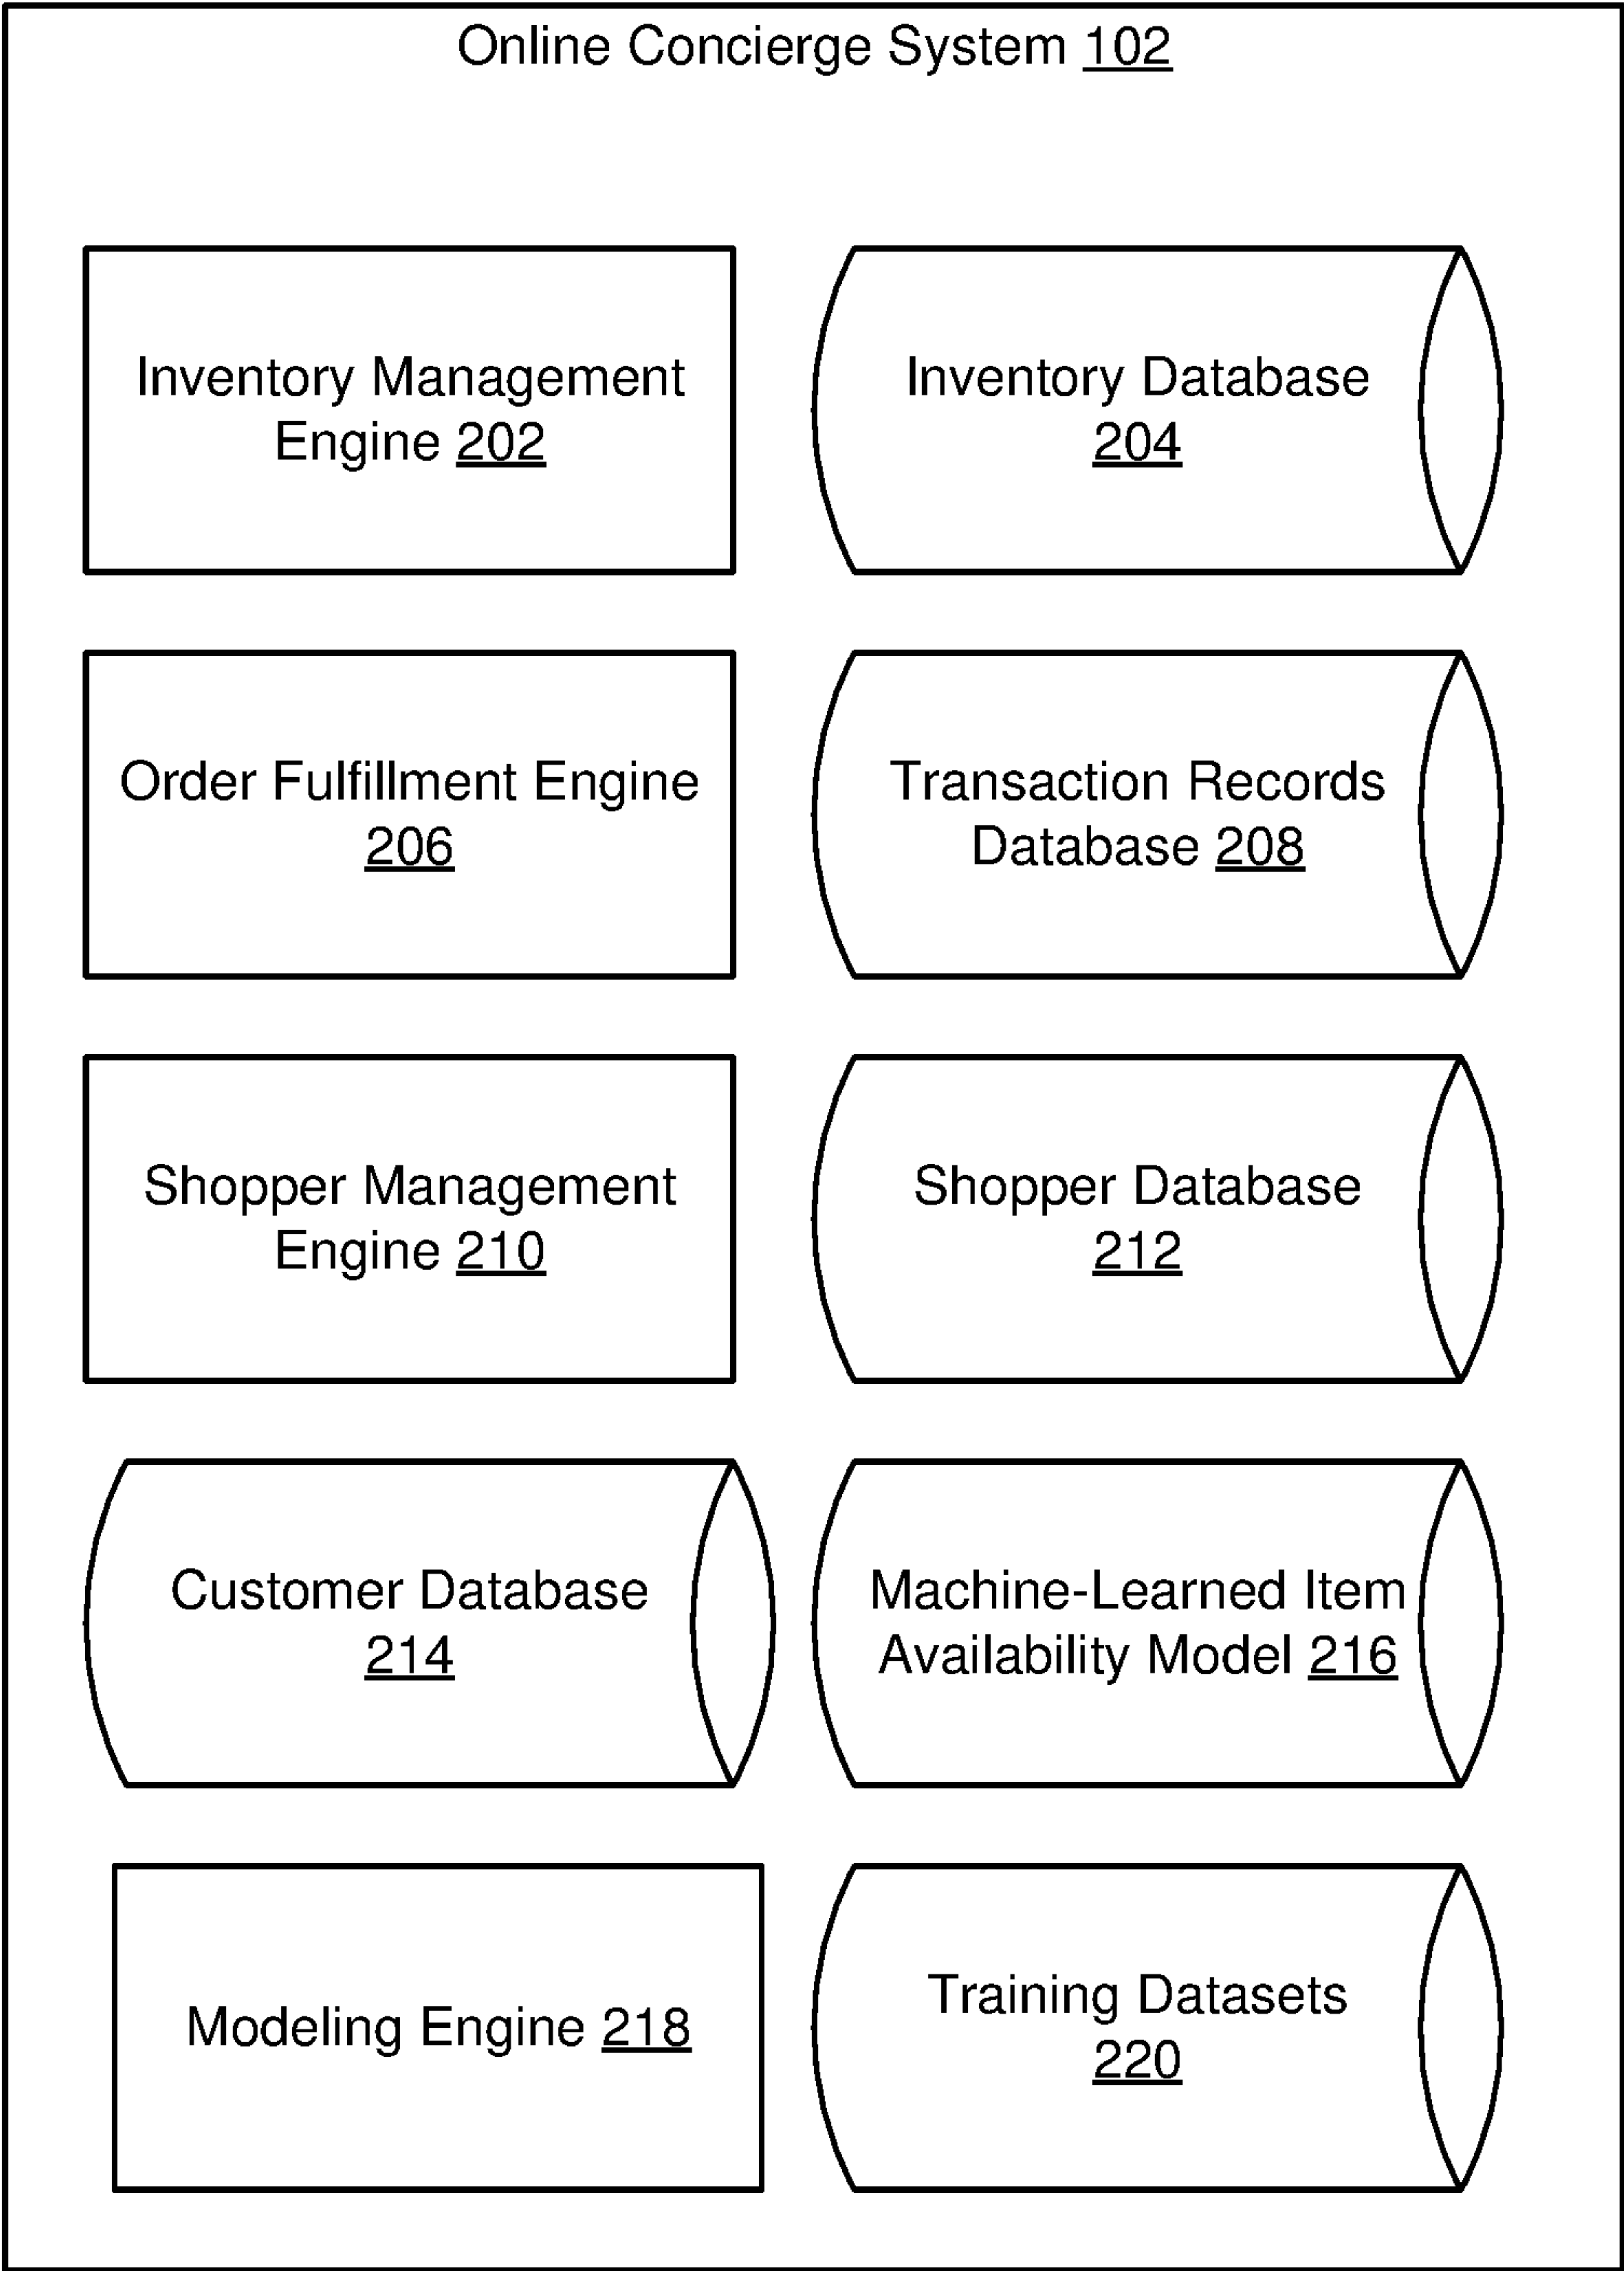 Online Concierge System 102
Inventory Management
Engine 202
Inventory Database
204
Order Fulfillment Engine
206
Transaction Records
Database 208
Shopper Management
Engine 210
Shopper Database
212
Customer Database
214
Machine-Learned Item
Availability Model 216
Modeling Engine 218
Training Datasets
220